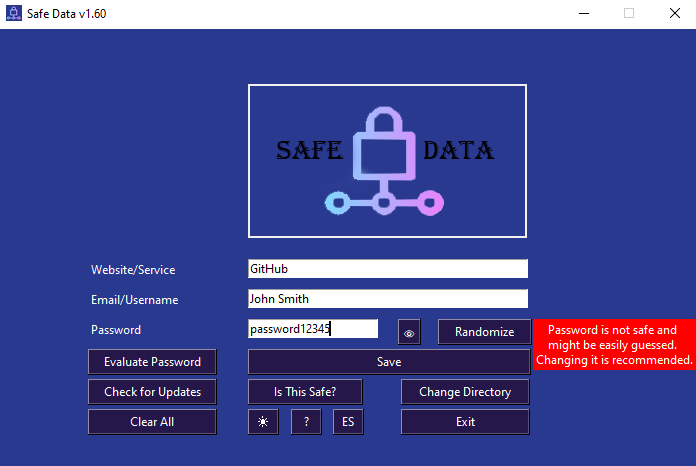 Safe Data v1.60
SAFE DATA
Website/Service
GitHub
Email/Username
John Smith
Password
password12345
Randomize
Password is not safe and
might be easily guessed.
Changing it is recommended.
Evaluate Password
Save
Check for Updates
Is This Safe?
Change Directory
Clear All
?
ES
Exit